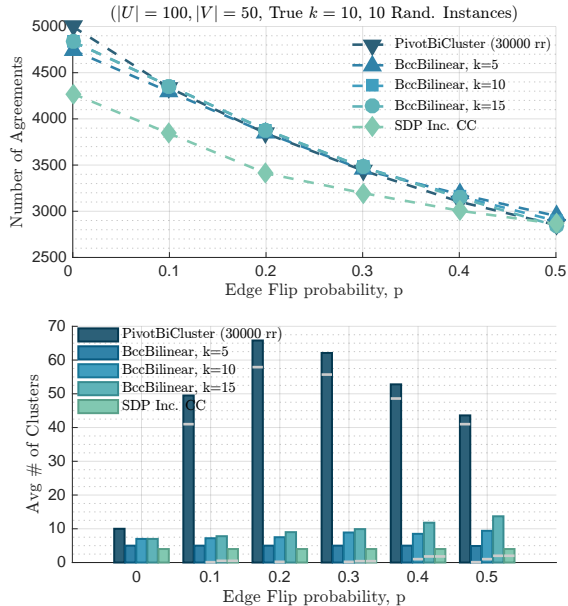 (|U| = 100, |V| = 50, True k = 10, 10 Rand. Instances)
Number of Agreements
5000
4500
4000
3500
3000
2500
PivotBiCluster (30000 rr)
BccBilinear, k=5
BccBilinear, k=10
BccBilinear, k=15
SDP Inc. CC
0 0.1 0.2 0.3 0.4 0.5
Edge Flip probability, p
Avg # of Clusters
70
60
50
40
30
20
10
0
PivotBiCluster (30000 rr)
BccBilinear, k=5
BccBilinear, k=10
BccBilinear, k=15
SDP Inc. CC
0 0.1 0.2 0.3 0.4 0.5
Edge Flip probability, p